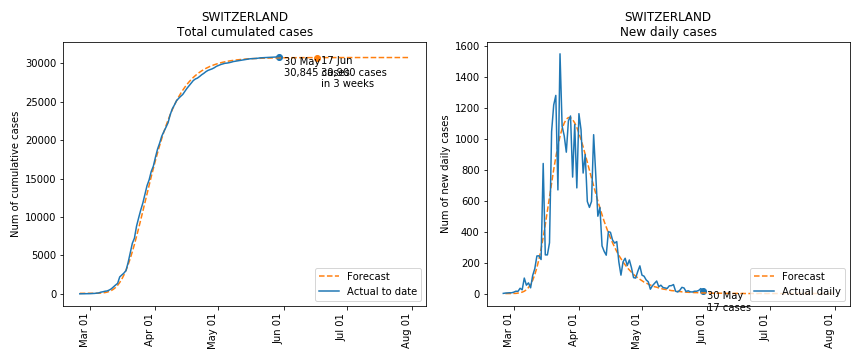 SWITZERLAND
Total cumulated cases
Num of cumulative cases
30000
25000
20000
15000
10000
5000
0
Mar 01
Apr 01
May 01
Jun 01
Jul 01
Aug 01
30 May
30,845 cases
17 Jun
cases
in 3 weeks
Forecast
Actual to date
SWITZERLAND
New daily cases
Num of new daily cases
1600
1400
1200
1000
800
600
400
200
0
Mar 01
Apr 01
May 01
Jun 01
Jul 01
Aug 01
30 May
17 cases
Forecast
Actual daily